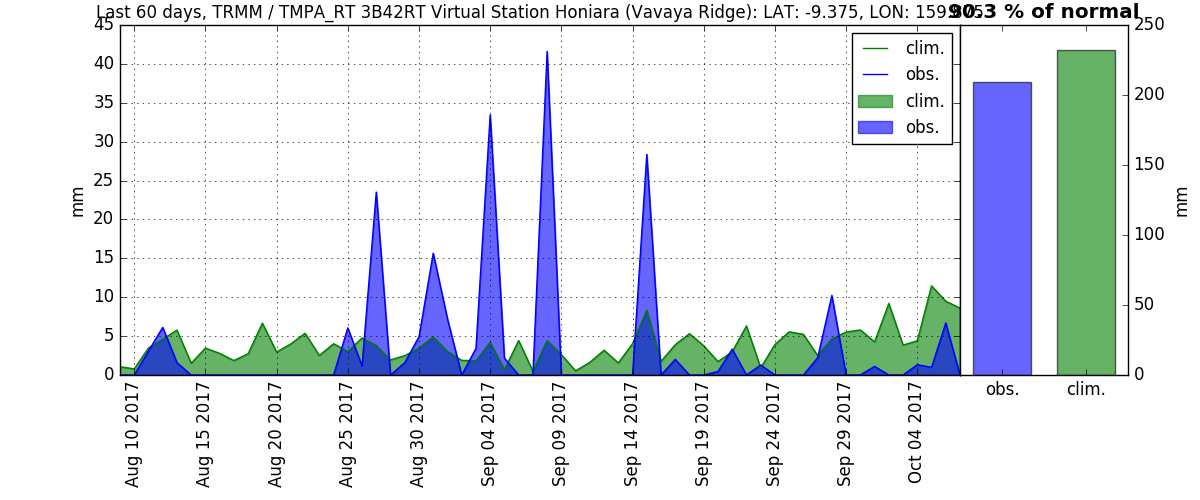 Last 60 days, TRMM / TMPA_RT 3B42RT Virtual Station Honiara (Vavaya Ridge): LAT: -9.375, LON:
90.3 % of normal
mm
45
40
35
30
25
20
15
10
5
0
clim.
obs.
clim.
obs.
Aug 10 2017
Aug 15 2017
Aug 20 2017
Aug 25 2017
Aug 30 2017
Sep 04 2017
Sep 09 2017
Sep 14 2017
Sep 19 2017
Sep 24 2017
Sep 29 2017
Oct 04 2017
250
200
150
100
50
0
mm
obs.
clim.